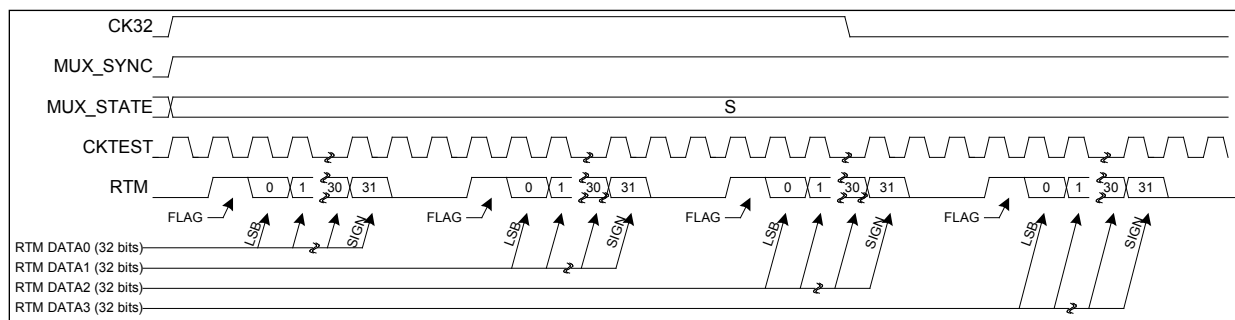 CK32
MUX_SYNC
MUX_STATE S
CKTEST
RTM 0 1 30 31 0 1 30 31 0 1 30 31 0 1 30 31
FLAG FLAG FLAG FLAG
LSB SIGN LSB SIGN LSB SIGN LSB SIGN
RTM DATA0 (32 bits)
RTM DATA1 (32 bits)
RTM DATA2 (32 bits)
RTM DATA3 (32 bits)